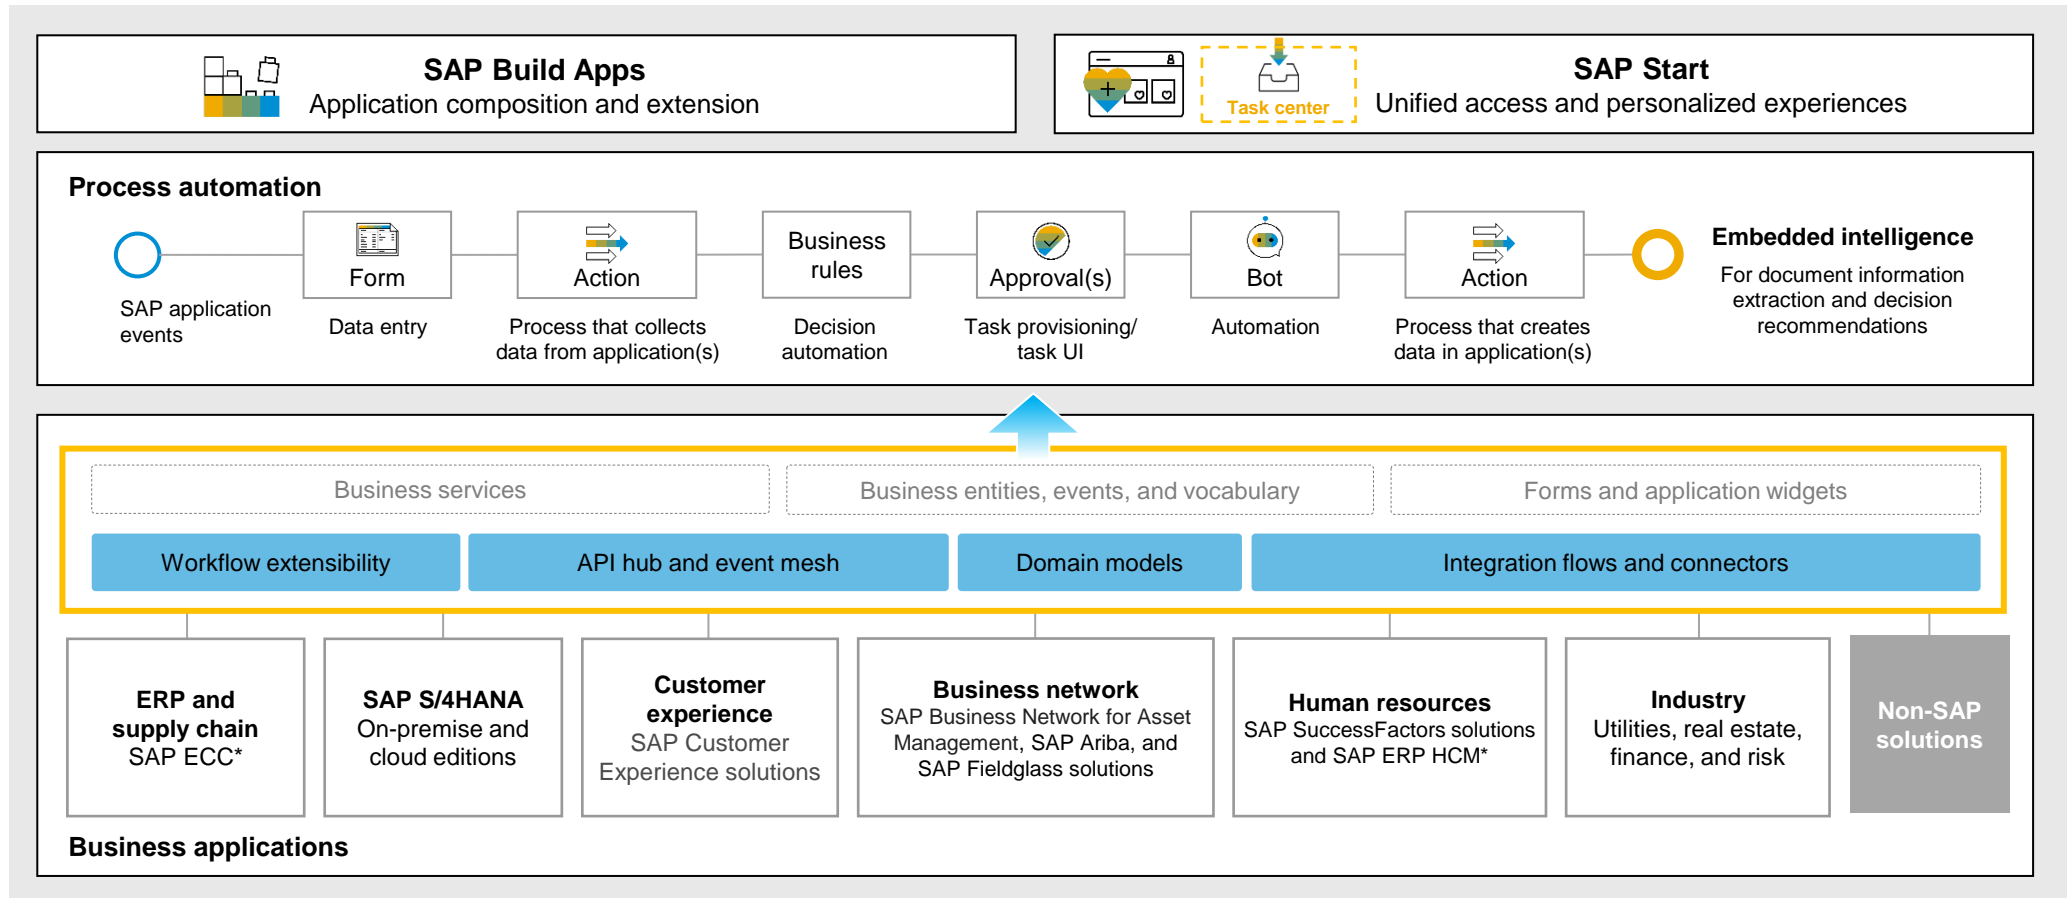 SAP Build Apps
Application composition and extension
Task center
SAP Start
Unified access and personalized experiences
Process automation
SAP application
events
Form
Data entry
Action
Process that collects
data from application(s)
Business
rules
Decision
automation
Approval(s)
Task provisioning/
task UI
Bot
Automation
Action
Process that creates
data in application(s)
Embedded intelligence
For document information
extraction and decision
recommendations
Business services
Business entities, events, and vocabulary
Forms and application widgets
Workflow extensibility
API hub and event mesh
Domain models
Integration flows and connectors
ERP and
supply chain
SAP ECC*
SAP S/4HANA
On-premise and
cloud editions
Customer
experience
SAP Customer
Experience solutions
Business network
SAP Business Network for Asset
Management, SAP Ariba, and
SAP Fieldglass solutions
Human resources
SAP SuccessFactors solutions
and SAP ERP HCM*
Industry
Utilities, real estate,
finance, and risk
Non-SAP
solutions
Business applications